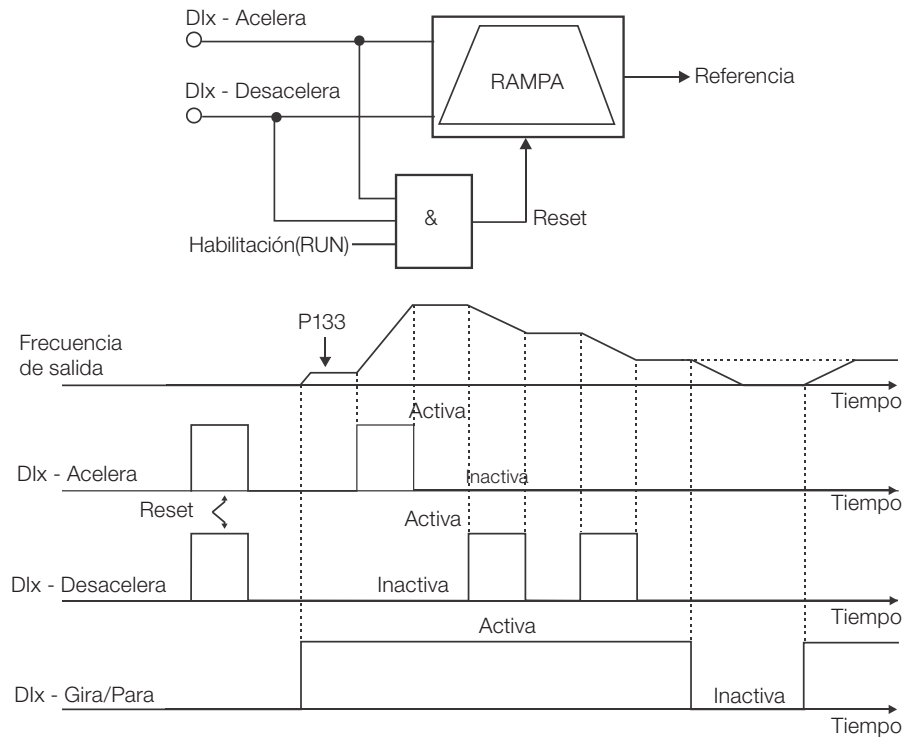 DIx - Acelera
RAMPA
Referencia
DIx - Desacelera
&
Reset
Habilitación(RUN)
P133
Frecuencia
de salida
Tiempo
Activa
DIx - Acelera
Inactiva
Tiempo
Reset
Activa
DIx - Desacelera
Inactiva
Tiempo
Activa
DIx - Gira/Para
Inactiva
Tiempo